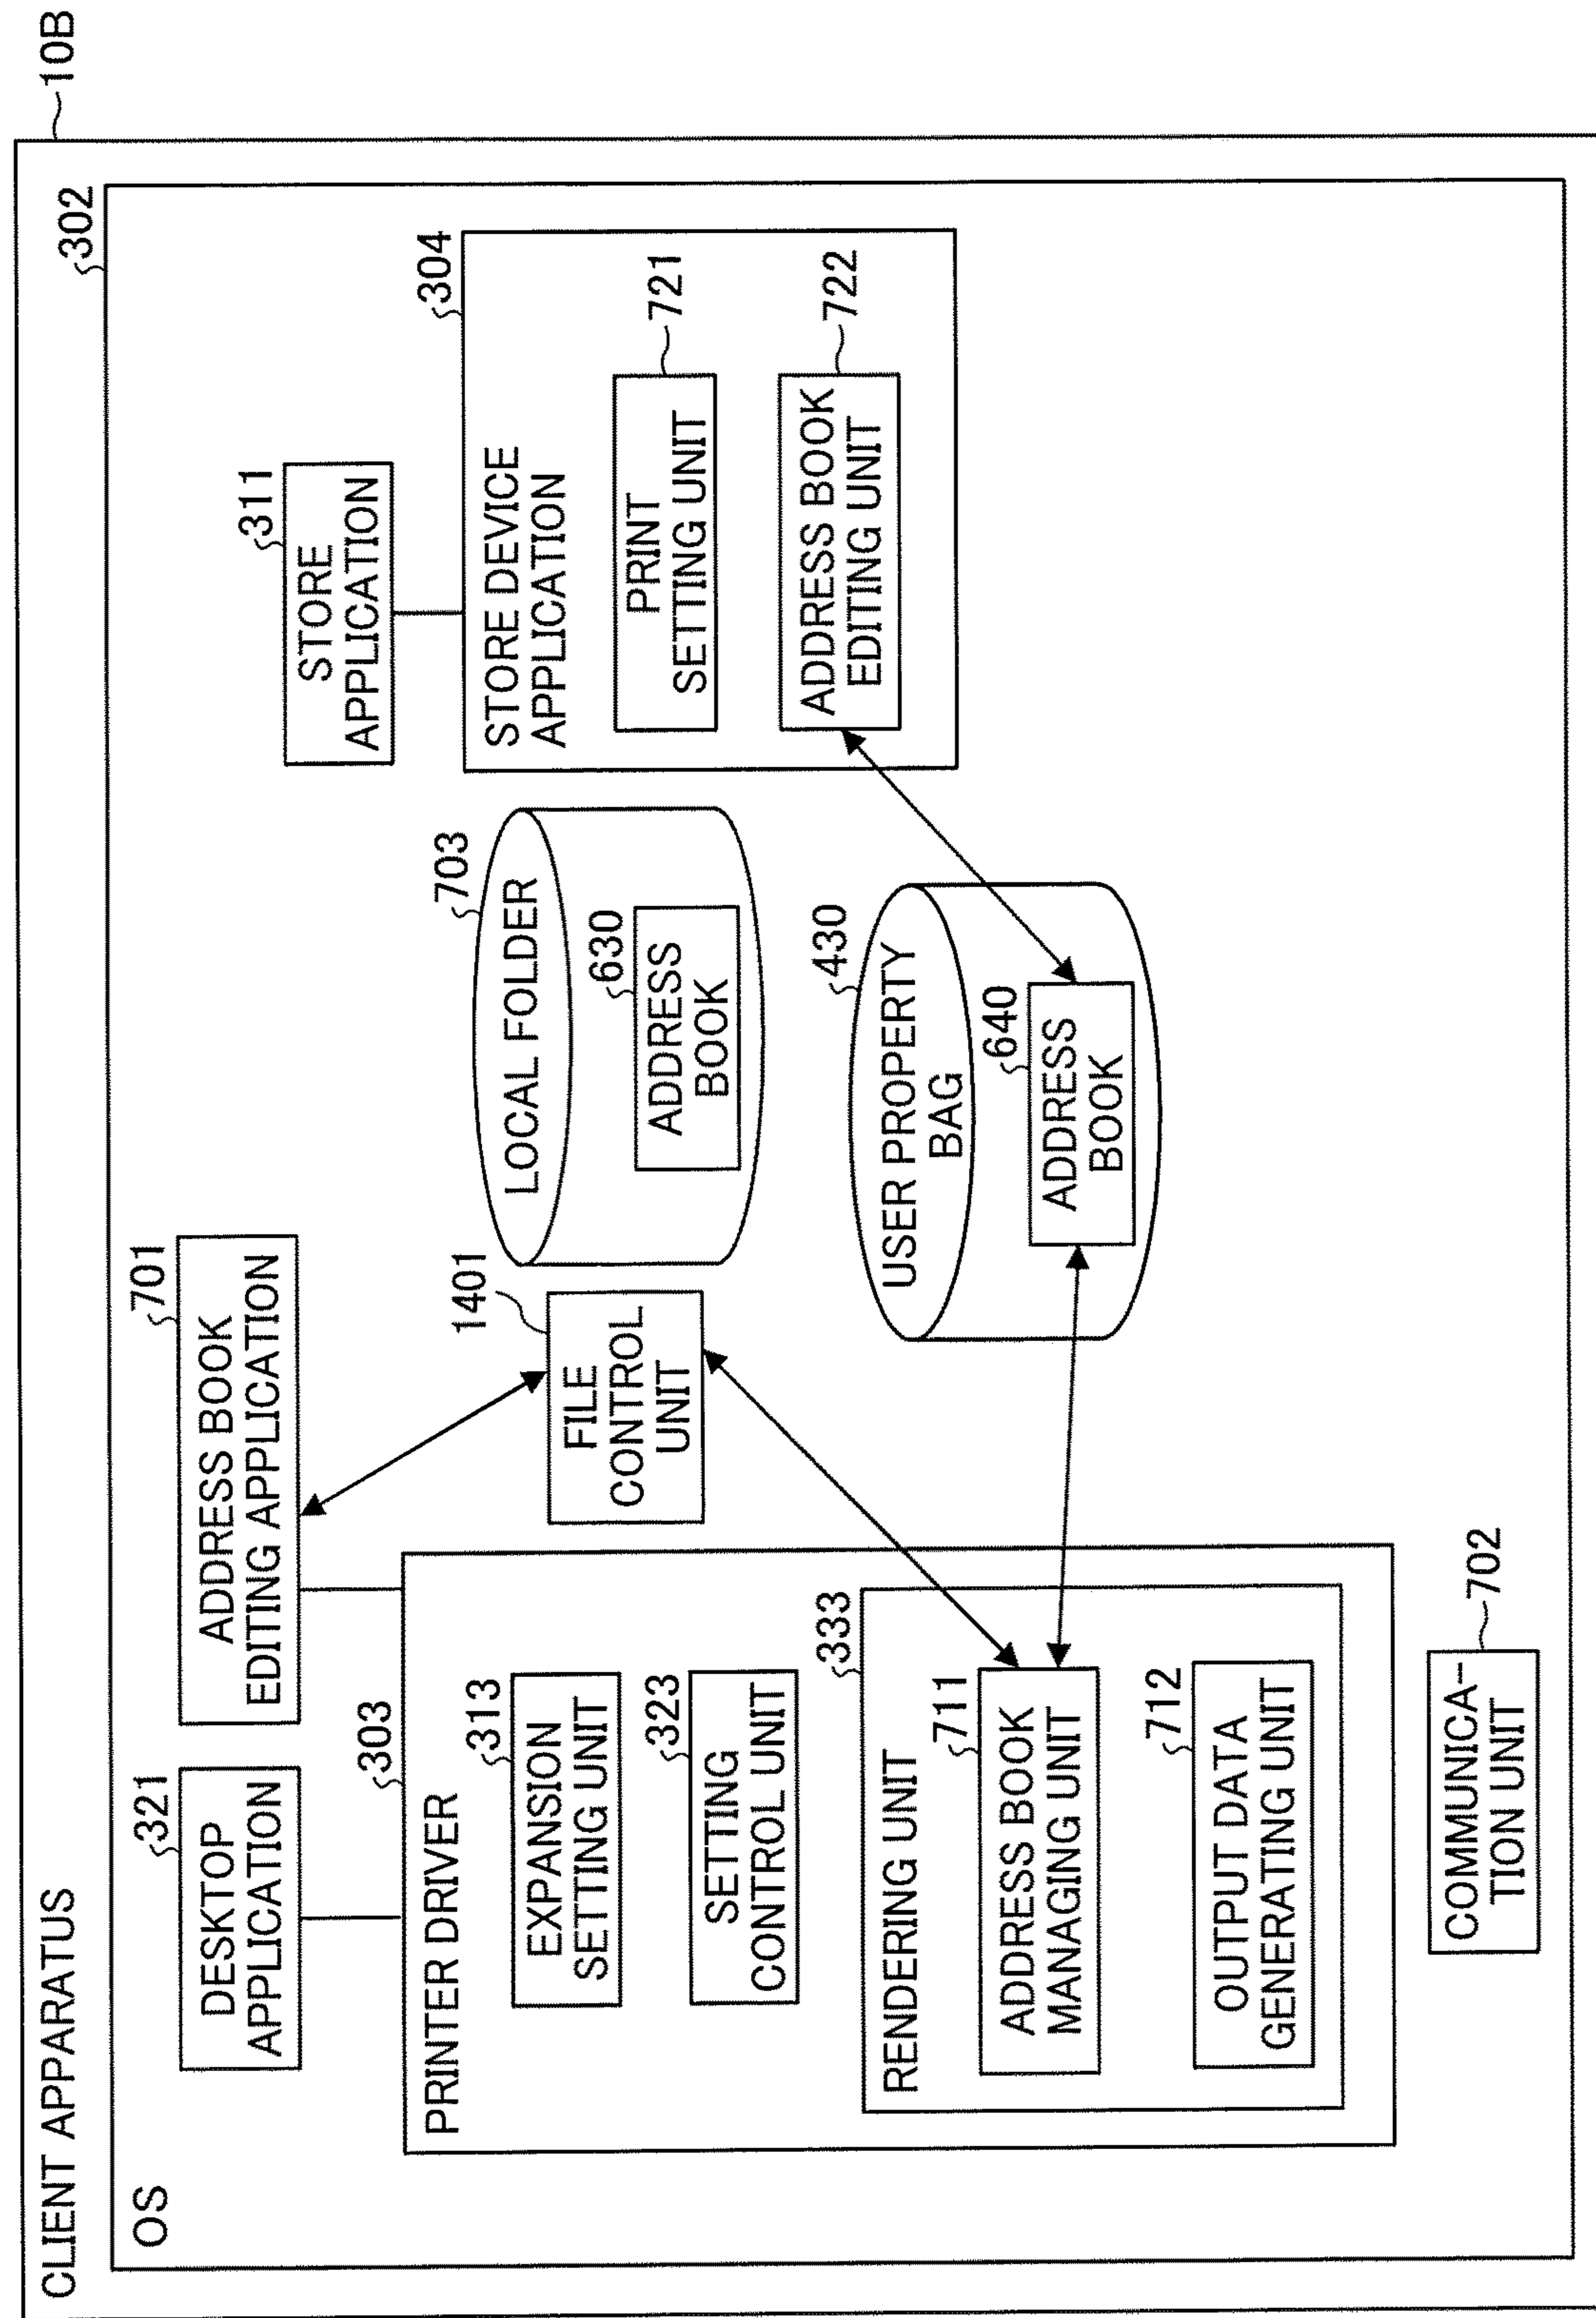 CLIENT APPARATUS
10B
OS
302
321
DESKTOP
APPLICATION
701
ADDRESS BOOK
EDITING APPLICATION
311
STORE
APPLICATION
303
PRINTER DRIVER
313
EXPANSION
SETTING UNIT
323
SETTING
CONTROL UNIT
333
RENDERING UNIT
711
ADDRESS BOOK
MANAGING UNIT
712
OUTPUT DATA
GENERATING UNIT
1401
FILE
CONTROL
UNIT
703
LOCAL FOLDER
630
ADDRESS
BOOK
430
USER PROPERTY
BAG
640
ADDRESS
BOOK
304
STORE DEVICE
APPLICATION
PRINT
SETTING UNIT
721
ADDRESS BOOK
EDITING UNIT
722
COMMUNICA-
TION UNIT
702